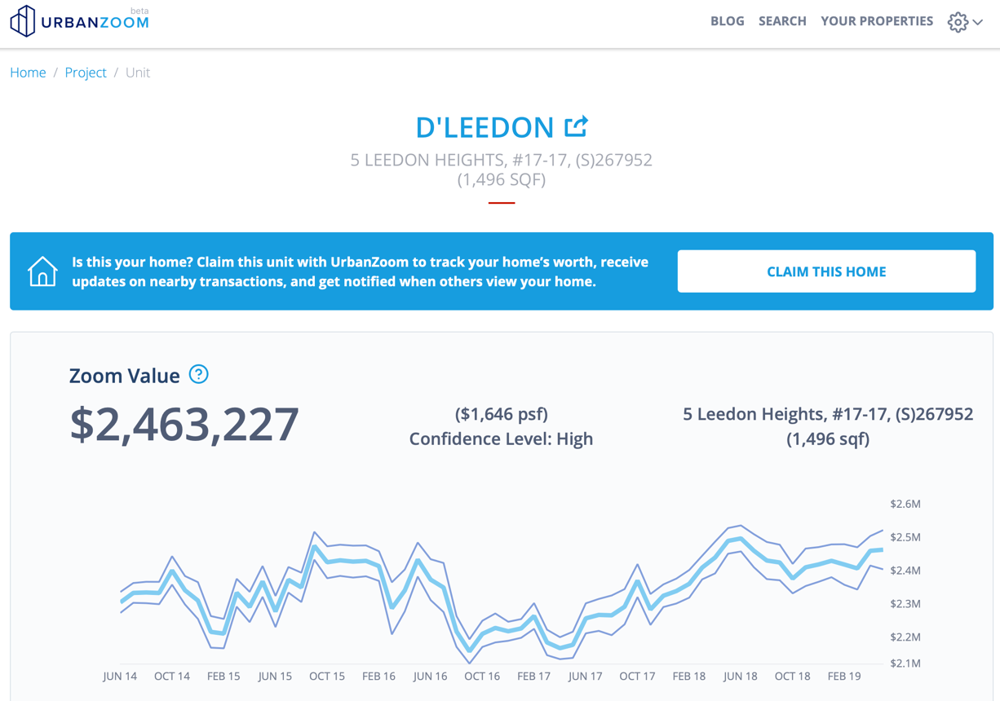 beta
URBANZOOM
BLOG SEARCH YOUR PROPERTIES
Home / Project / Unit
D'LEEDON
5 LEEDON HEIGHTS, #17-17, (S)267952
(1,496 SQF)
Is this your home? Claim this unit with UrbanZoom to track your home’s worth, receive
updates on nearby transactions, and get notified when others view your home.
CLAIM THIS HOME
Zoom Value ?
$2,463,227
($1,646 psf)
Confidence Level: High
5 Leedon Heights, #17-17, (S)267952
(1,496 sqf)
$2.6M
$2.5M
$2.4M
$2.3M
$2.2M
$2.1M
JUN 14 OCT 14 FEB 15 JUN 15 OCT 15 FEB 16 JUN 16 OCT 16 FEB 17 JUN 17 OCT 17 FEB 18 JUN 18 OCT 18 FEB 19